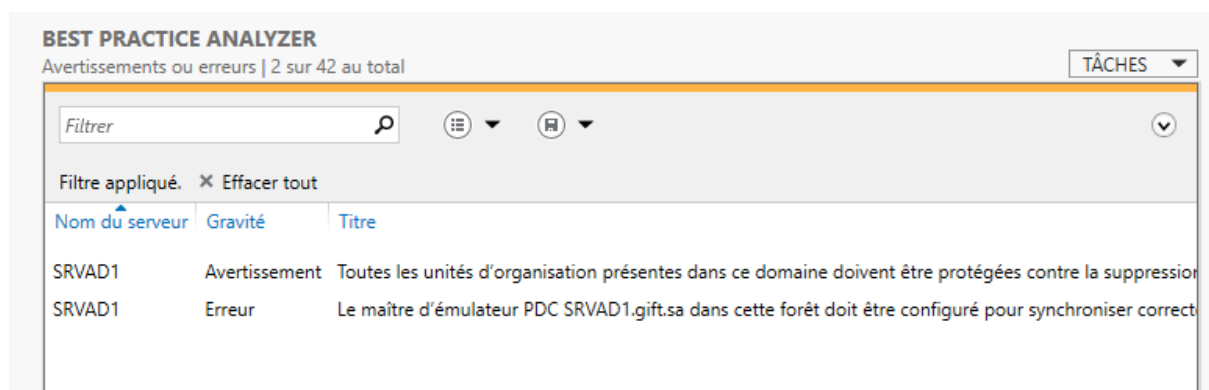 BEST PRACTICE ANALYZER
Avertissements ou erreurs | 2 sur 42 au total
TÂCHES
Filtrer
Filtre appliqué. × Effacer tout
Nom du serveur Gravité Titre
SRVAD1 Avertissement Toutes les unités d’organisation présentes dans ce domaine doivent être protégées contre la suppression
SRVAD1 Erreur Le maître d’émulateur PDC SRVAD1.gift.sa dans cette forêt doit être configuré pour synchroniser correct